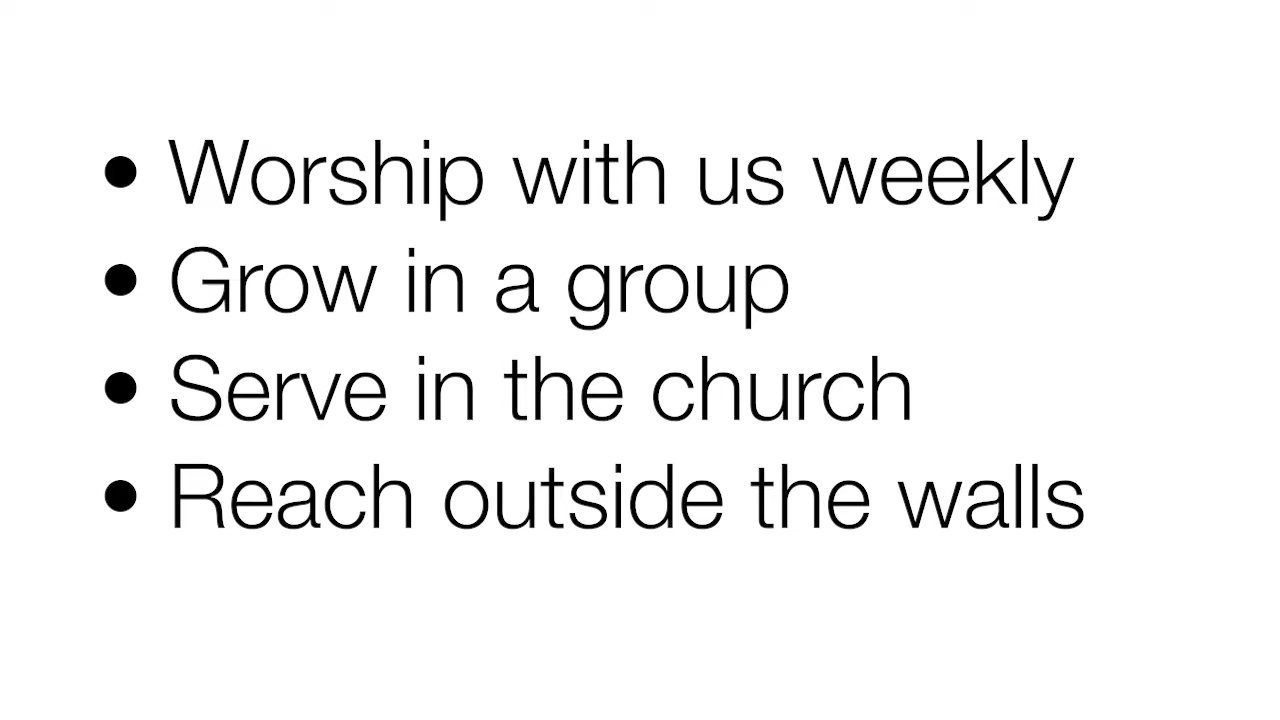 • Worship with us weekly
• Grow in a group
• Serve in the church
• Reach outside the walls